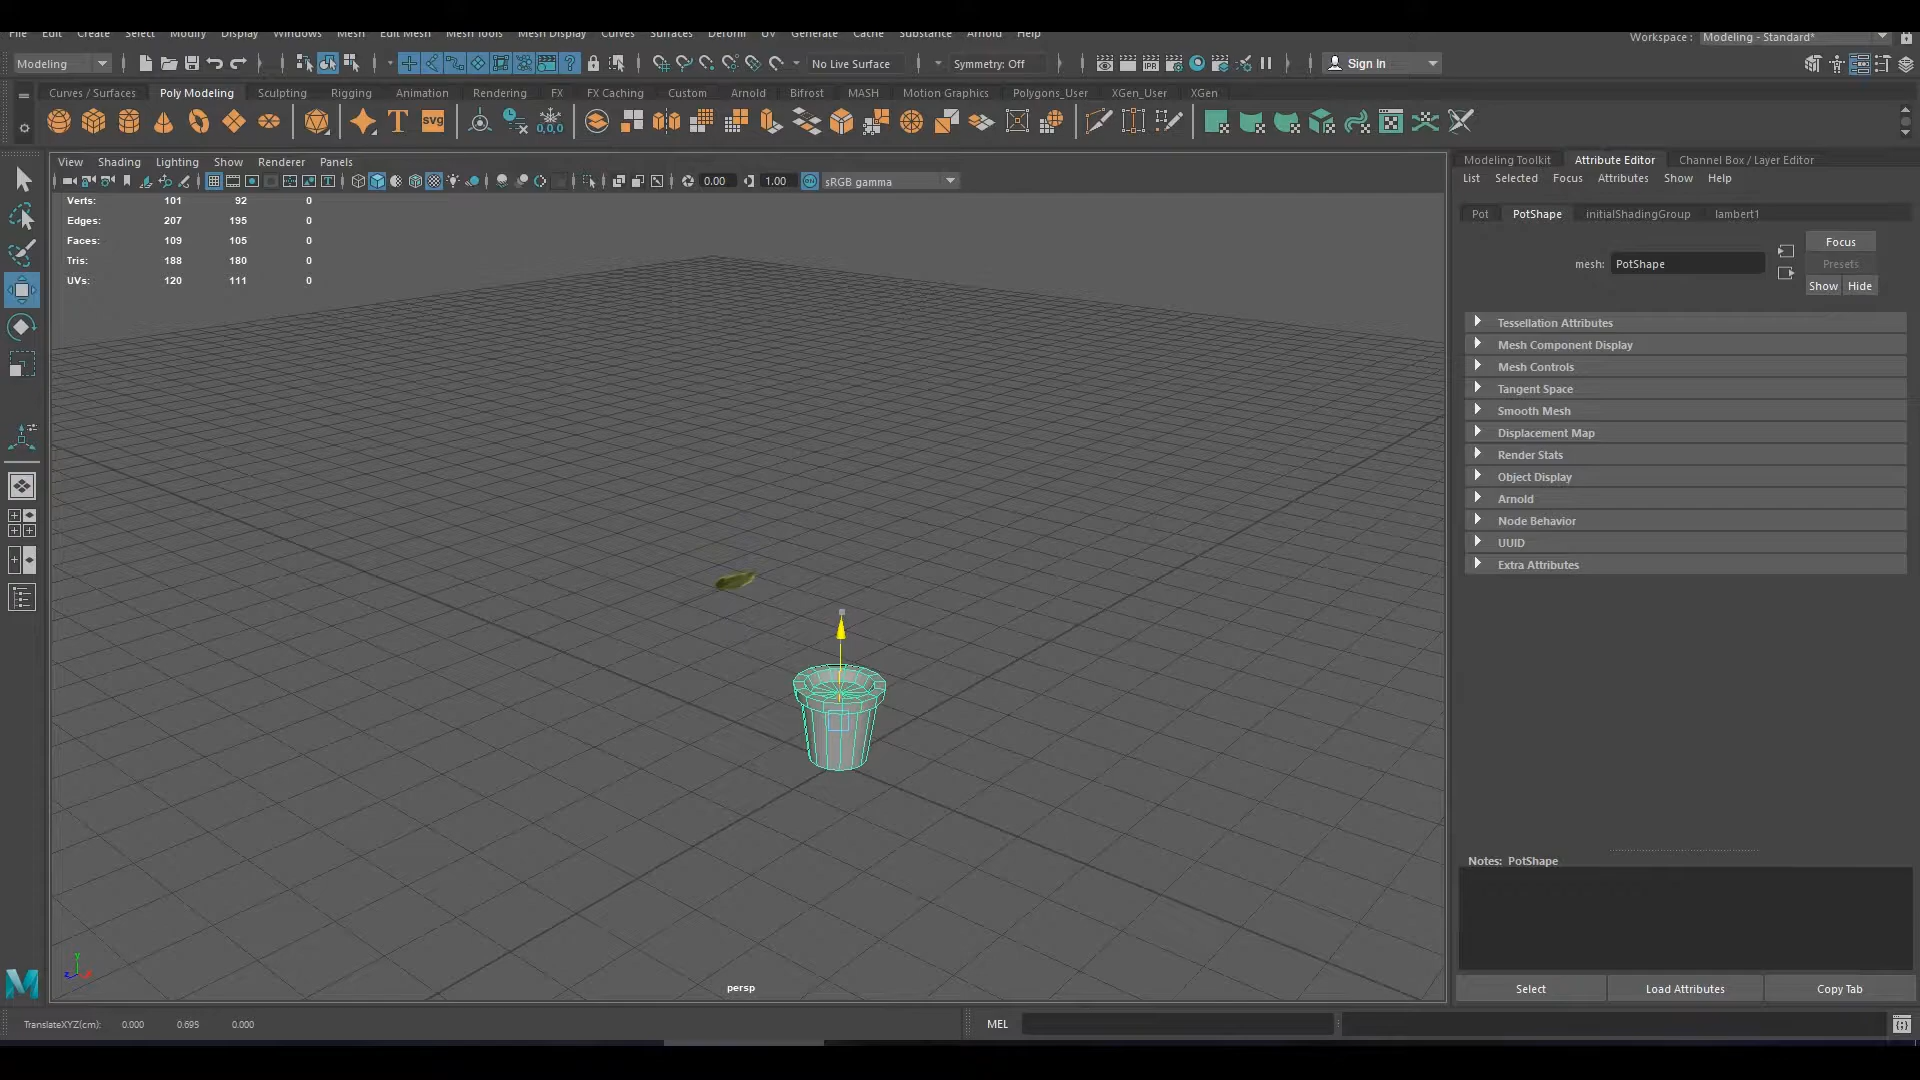 File Edit Create Select Modify Display Windows Mesh Edit Mesh Mesh Tools Mesh Display Curves Surfaces Deform UV Generate Cache Substance Arnold Help
Workspace : Modeling - Standard*
Modeling No Live Surface Symmetry: Off Sign In
Curves / Surfaces Poly Modeling Sculpting Rigging Animation Rendering FX FX Caching Custom Arnold Bifrost MASH Motion Graphics Polygons_User XGen_User XGen
T svg 0,0,0
View Shading Lighting Show Renderer Panels
0.00 1.00 ON sRGB gamma
Verts: 101 92 0
Edges: 207 195 0
Faces: 109 105 0
Tris: 188 180 0
UVs: 120 111 0
persp
y
z x
Modeling Toolkit Attribute Editor Channel Box / Layer Editor
List Selected Focus Attributes Show Help
Pot PotShape initialShadingGroup lambert1
mesh: PotShape
Focus
Presets
Show Hide
Tessellation Attributes
Mesh Component Display
Mesh Controls
Tangent Space
Smooth Mesh
Displacement Map
Render Stats
Object Display
Arnold
Node Behavior
UUID
Extra Attributes
Notes: PotShape
Select Load Attributes Copy Tab
TranslateXYZ(cm): 0.000 0.695 0.000
MEL